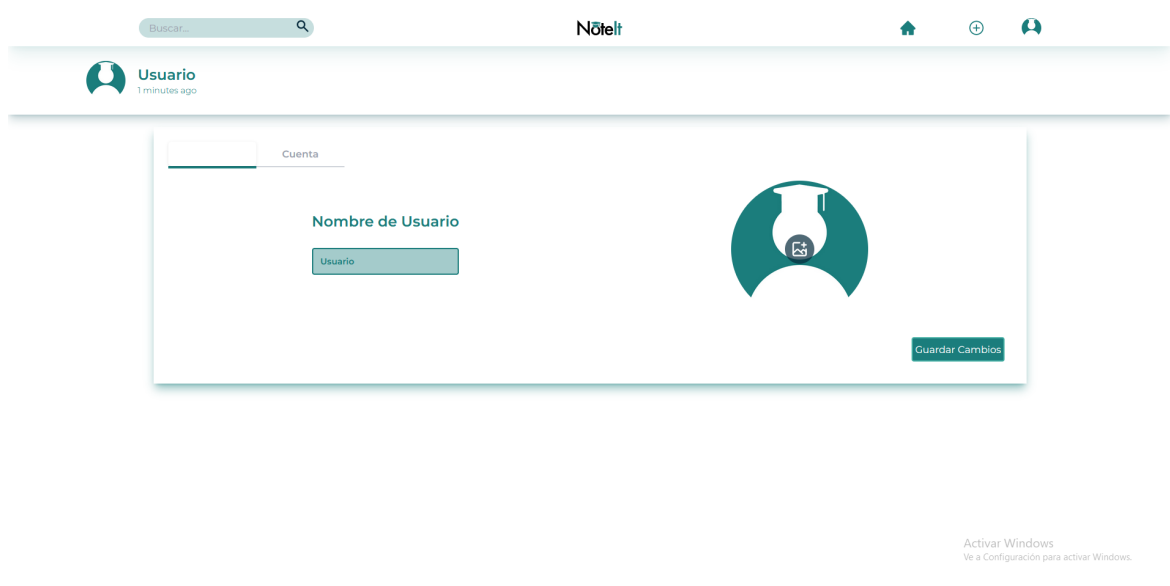 Buscar...
NōteIt
Usuario
1 minutes ago
Cuenta
Nombre de Usuario
Usuario
Guardar Cambios
Activar Windows
Ve a Configuración para activar Windows.